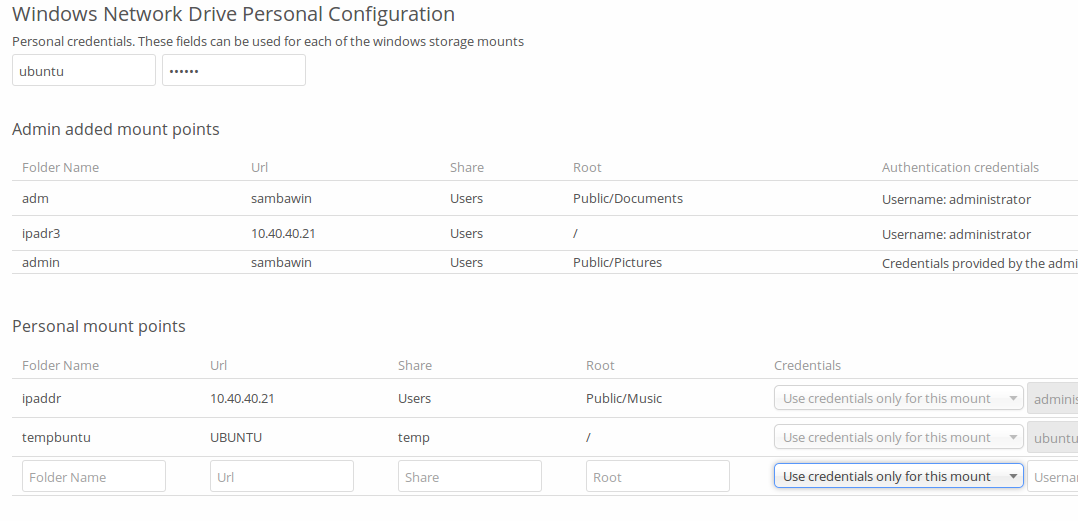 Windows Network Drive Personal Configuration
Personal credentials. These fields can be used for each of the windows storage mounts
ubuntu ••••••
Admin added mount points
Folder Name Url Share Root Authentication credentials
adm sambawin Users Public/Documents Username: administrator
ipadr3 10.40.40.21 Users / Username: administrator
admin sambawin Users Public/Pictures Credentials provided by the admi
Personal mount points
Folder Name Url Share Root Credentials
ipaddr 10.40.40.21 Users Public/Music Use credentials only for this mount adminis
tempbuntu UBUNTU temp / Use credentials only for this mount ubuntu
Folder Name Url Share Root Use credentials only for this mount Userna